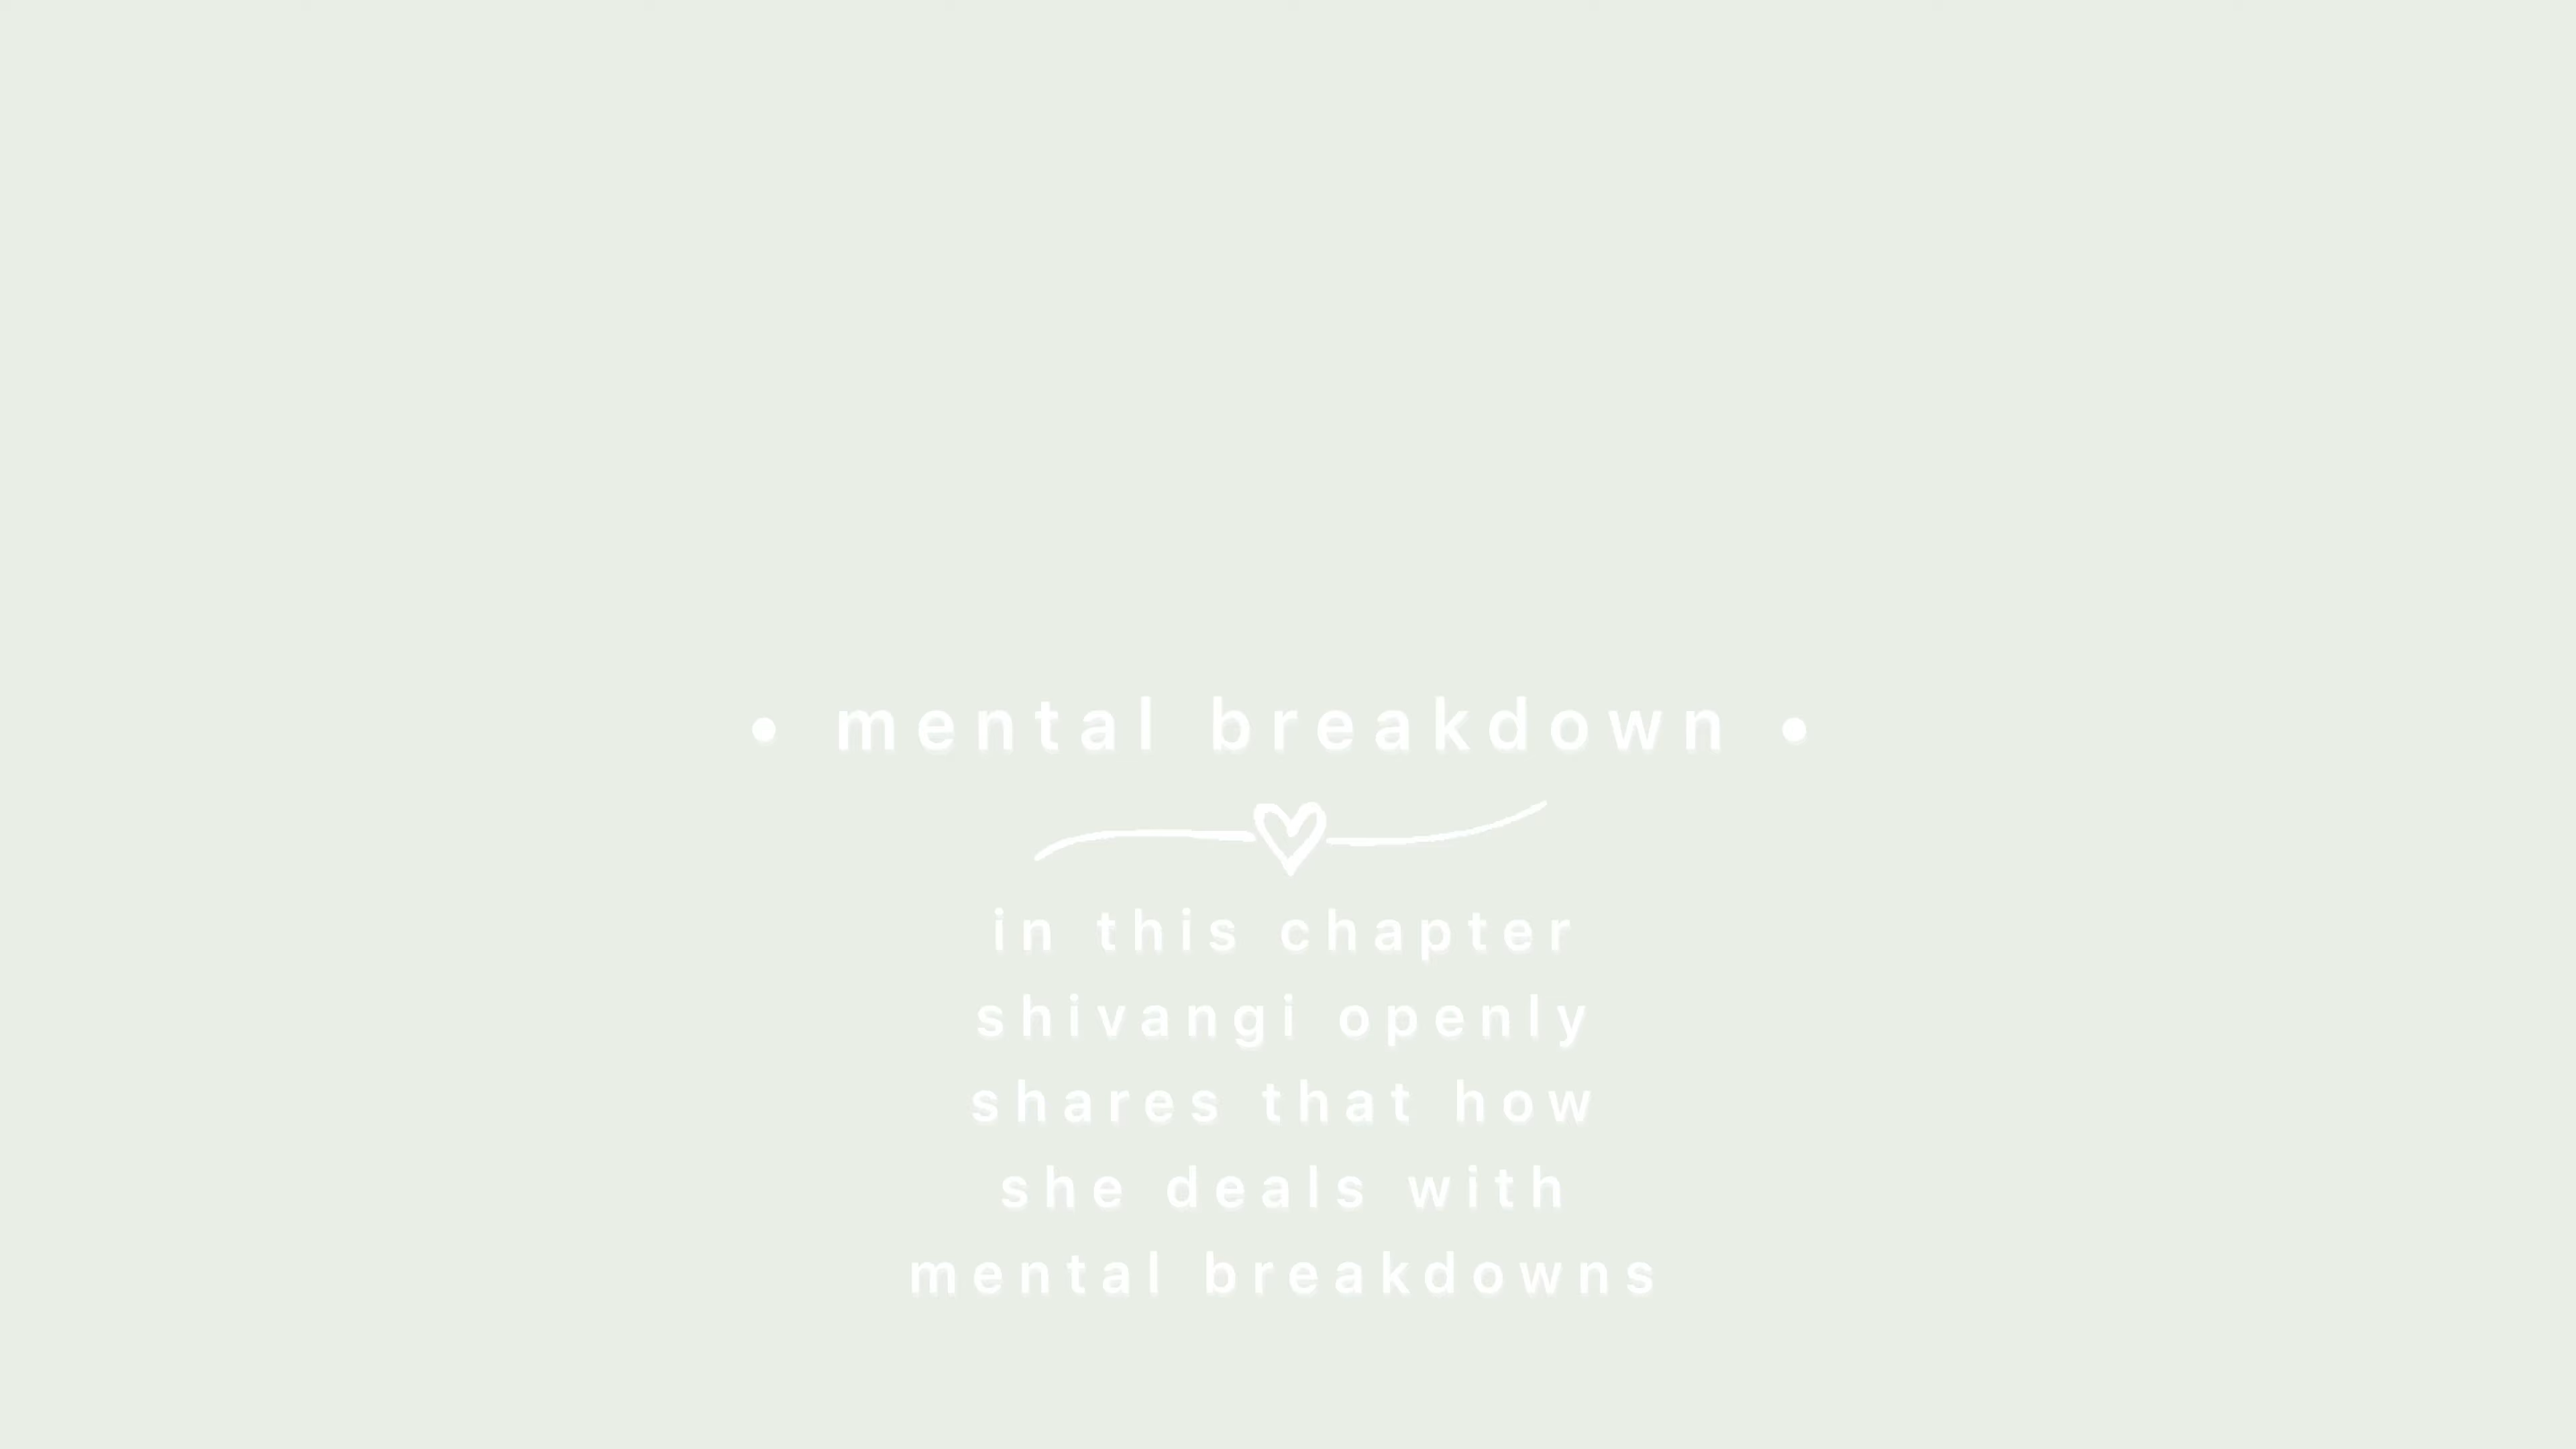 • mental breakdown •
in this chapter
shivangi openly
shares that how
she deals with
mental breakdowns